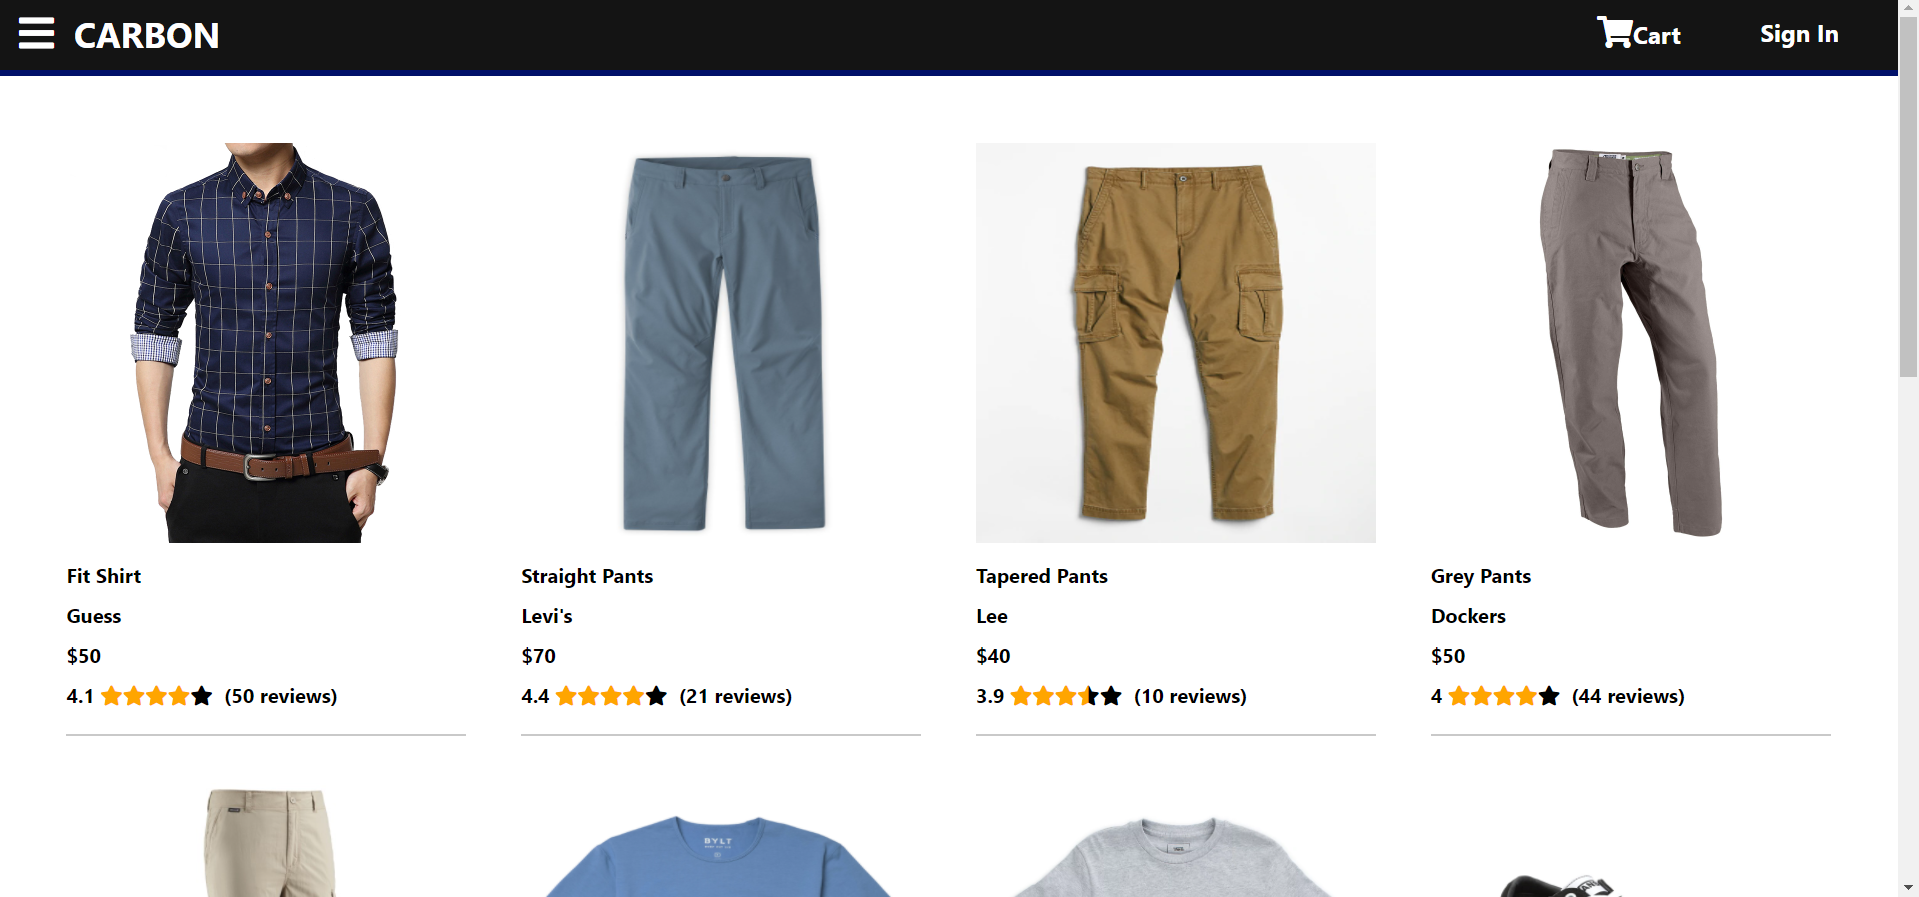 CARBON
Cart
Sign In
Fit Shirt
Guess
$50
4.1 (50 reviews)
Straight Pants
Levi's
$70
4.4 (21 reviews)
Tapered Pants
Lee
$40
3.9 (10 reviews)
Grey Pants
Dockers
$50
4 (44 reviews)
BYLT